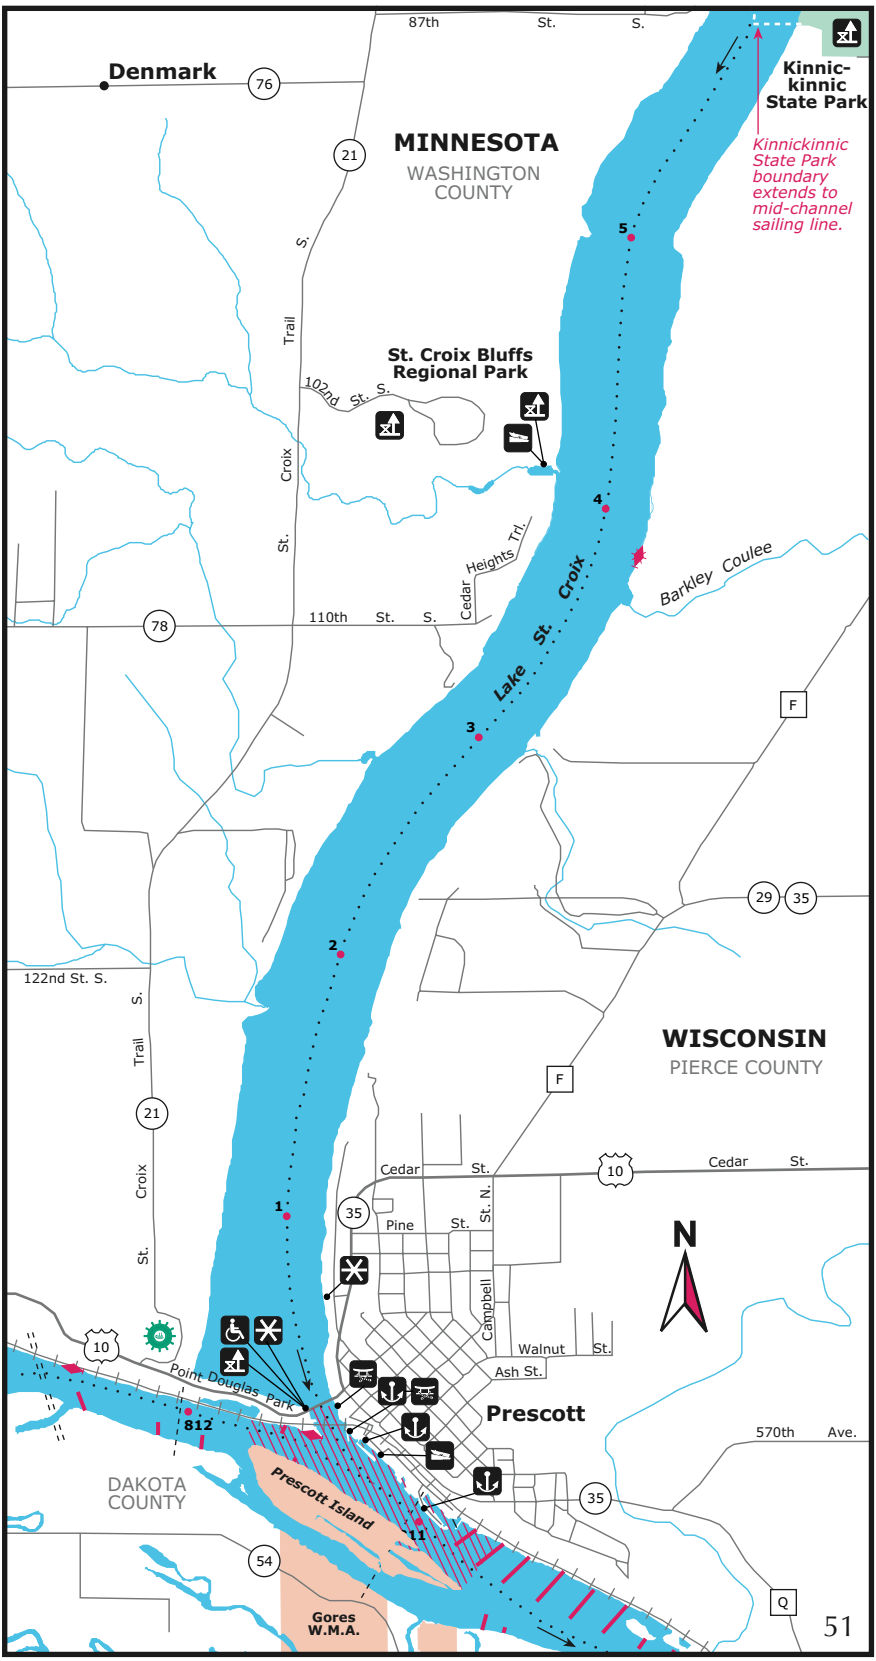 87th St. S.
Denmark
76
Kinnic-
kinnic
State Park
MINNESOTA
WASHINGTON
COUNTY
21
Kinnickinnic
State Park
boundary
extends to
mid-channel
sailing line.
5
S.
Trail
Croix
St.
St. Croix Bluffs
Regional Park
102nd St. S.
4
Heights Trl.
Cedar
Lake St. Croix
Barkley Coulee
78
110th St. S.
F
3
29
35
2
122nd St. S.
S.
Trail
Croix
St.
WISCONSIN
PIERCE COUNTY
F
21
Cedar St.
10
Cedar St.
1
35
Pine St.
St. N.
Campbell
N
10
Point Douglas Park
Walnut St.
Ash St.
Prescott
812
570th Ave.
DAKOTA
COUNTY
Prescott Island
35
11
54
Gores
W.M.A.
Q
51